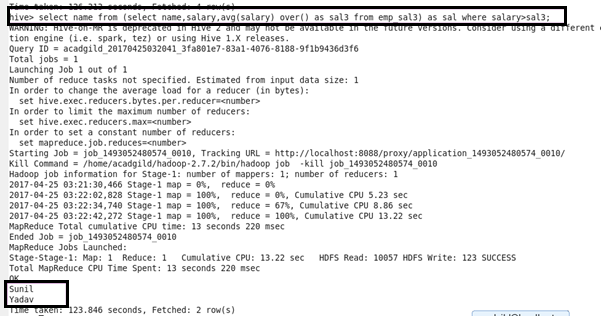 Time taken: 126.212 seconds, Fetched: 4 row(s)
hive> select name from (select name,salary,avg(salary) over() as sal3 from emp sal3) as sal where salary>sal3;
WARNING: Hive-on-MR is deprecated in Hive 2 and may not be available in the future versions. Consider using a different e
tion engine (i.e. spark, tez) or using Hive 1.X releases.
Query ID = acadgild_20170425032041_3fa801e7-83a1-4076-8188-9f1b9436d3f6
Total jobs = 1
Launching Job 1 out of 1
Number of reduce tasks not specified. Estimated from input data size: 1
In order to change the average load for a reducer (in bytes):
  set hive.exec.reducers.bytes.per.reducer=<number>
In order to limit the maximum number of reducers:
  set hive.exec.reducers.max=<number>
In order to set a constant number of reducers:
  set mapreduce.job.reduces=<number>
Starting Job = job_1493052480574_0010, Tracking URL = http://localhost:8088/proxy/application_1493052480574_0010/
Kill Command = /home/acadgild/hadoop-2.7.2/bin/hadoop job  -kill job_1493052480574_0010
Hadoop job information for Stage-1: number of mappers: 1; number of reducers: 1
2017-04-25 03:21:30,466 Stage-1 map = 0%,  reduce = 0%
2017-04-25 03:22:02,828 Stage-1 map = 100%,  reduce = 0%, Cumulative CPU 5.23 sec
2017-04-25 03:22:34,740 Stage-1 map = 100%,  reduce = 67%, Cumulative CPU 8.86 sec
2017-04-25 03:22:42,272 Stage-1 map = 100%,  reduce = 100%, Cumulative CPU 13.22 sec
MapReduce Total cumulative CPU time: 13 seconds 220 msec
Ended Job = job_1493052480574_0010
MapReduce Jobs Launched:
Stage-Stage-1: Map: 1  Reduce: 1   Cumulative CPU: 13.22 sec   HDFS Read: 10057 HDFS Write: 123 SUCCESS
Total MapReduce CPU Time Spent: 13 seconds 220 msec
OK
Sunil
Yadav
Time taken: 123.846 seconds, Fetched: 2 row(s)